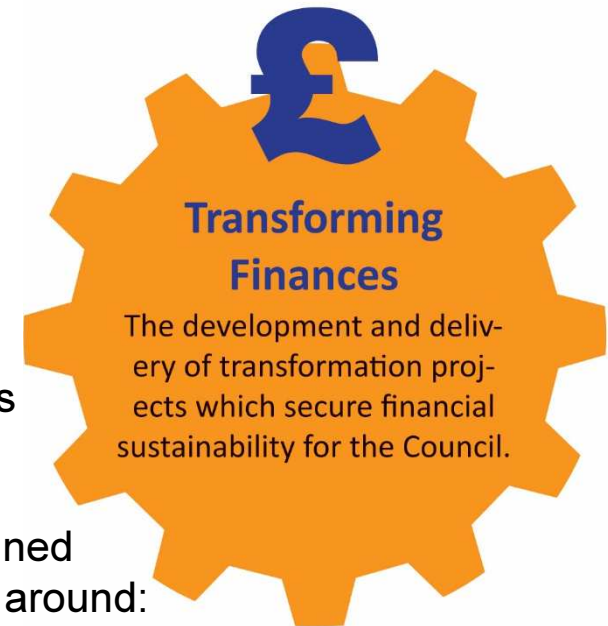 £
Transforming
Finances
The development and deliv-
ery of transformation proj-
ects which secure financial
sustainability for the Council.
s
ned
around: